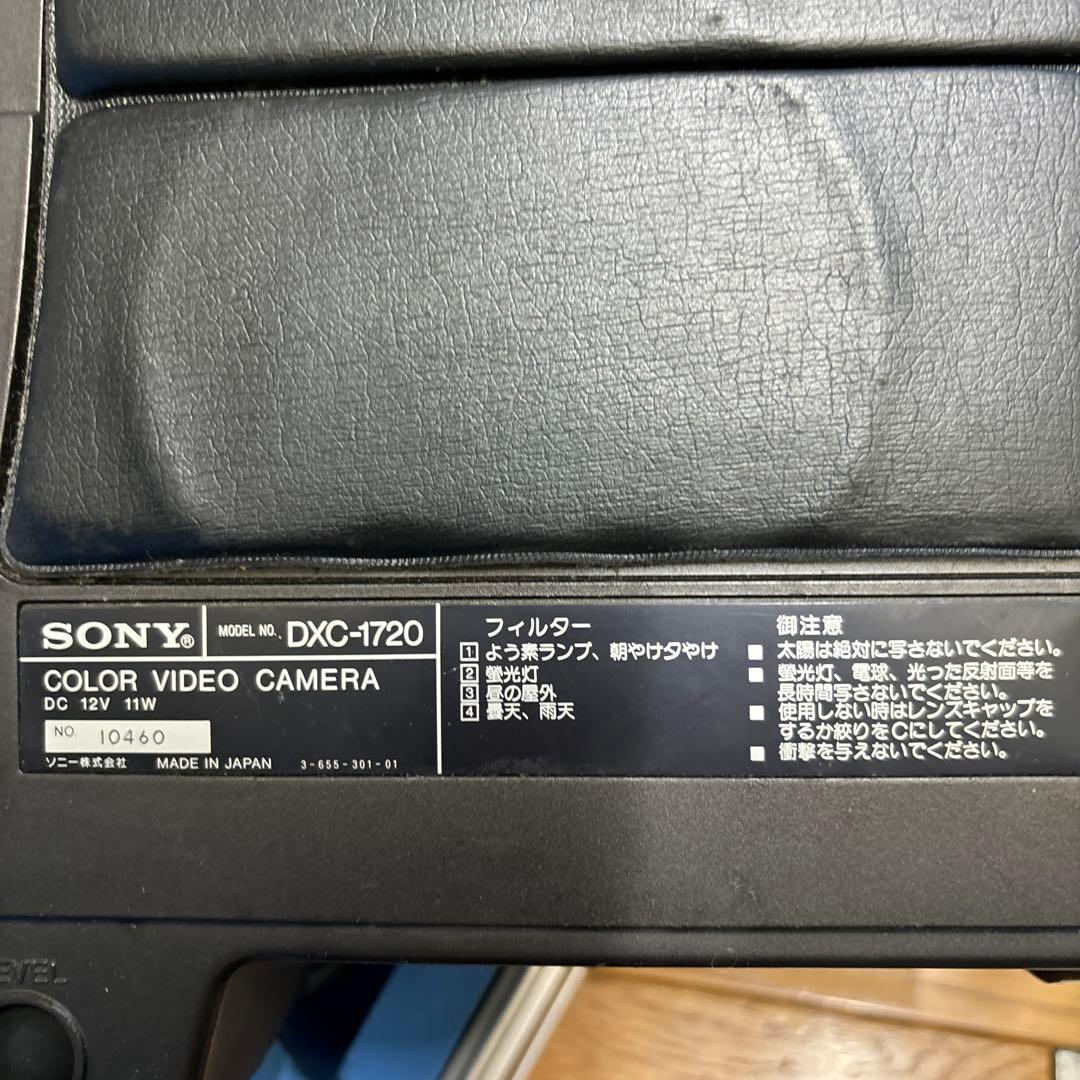 SONY®
MODEL NO. DXC-1720
COLOR VIDEO CAMERA
DC 12V 11W
NO. 10460
ソニー株式会社 MADE IN JAPAN 3-655-301-01
フィルター
1 よう素ランプ、朝やけ夕やけ
2 螢光灯
3 昼の屋外
4 曇天、雨天
御注意
■ 太陽は絶対に写さないでください。
■ 螢光灯、電球、光った反射面等を
長時間写さないでください。
■ 使用しない時はレンズキャップを
するか絞りをCにしてください。
■ 衝撃を与えないでください。
EVEL